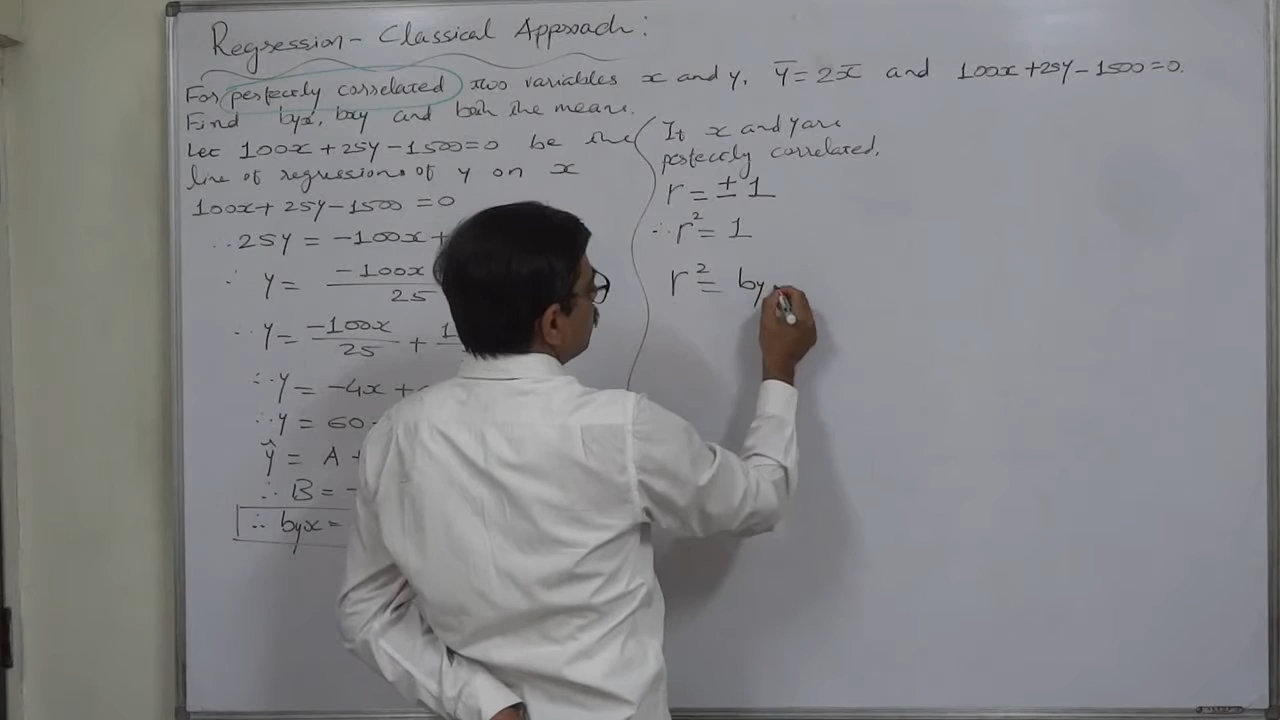 Regression - Classical Approach:
For perfectly correlated two variables x and y, ȳ = 2x̄ and 100x + 25y - 1500 = 0.
Find byx, bxy and both the means.
Let 100x + 25y - 1500 = 0 be the
line of regressions of y on x
100x + 25y - 1500 = 0
∴ 25y = -100x +
∴ y = -100x / 25
∴ y = -100x / 25 + 1
∴ y = -4x +
∴ y = 60
ŷ = A +
∴ B = -
∴ byx =
If x and y are
perfectly correlated,
r = ± 1
∴ r² = 1
r² = by